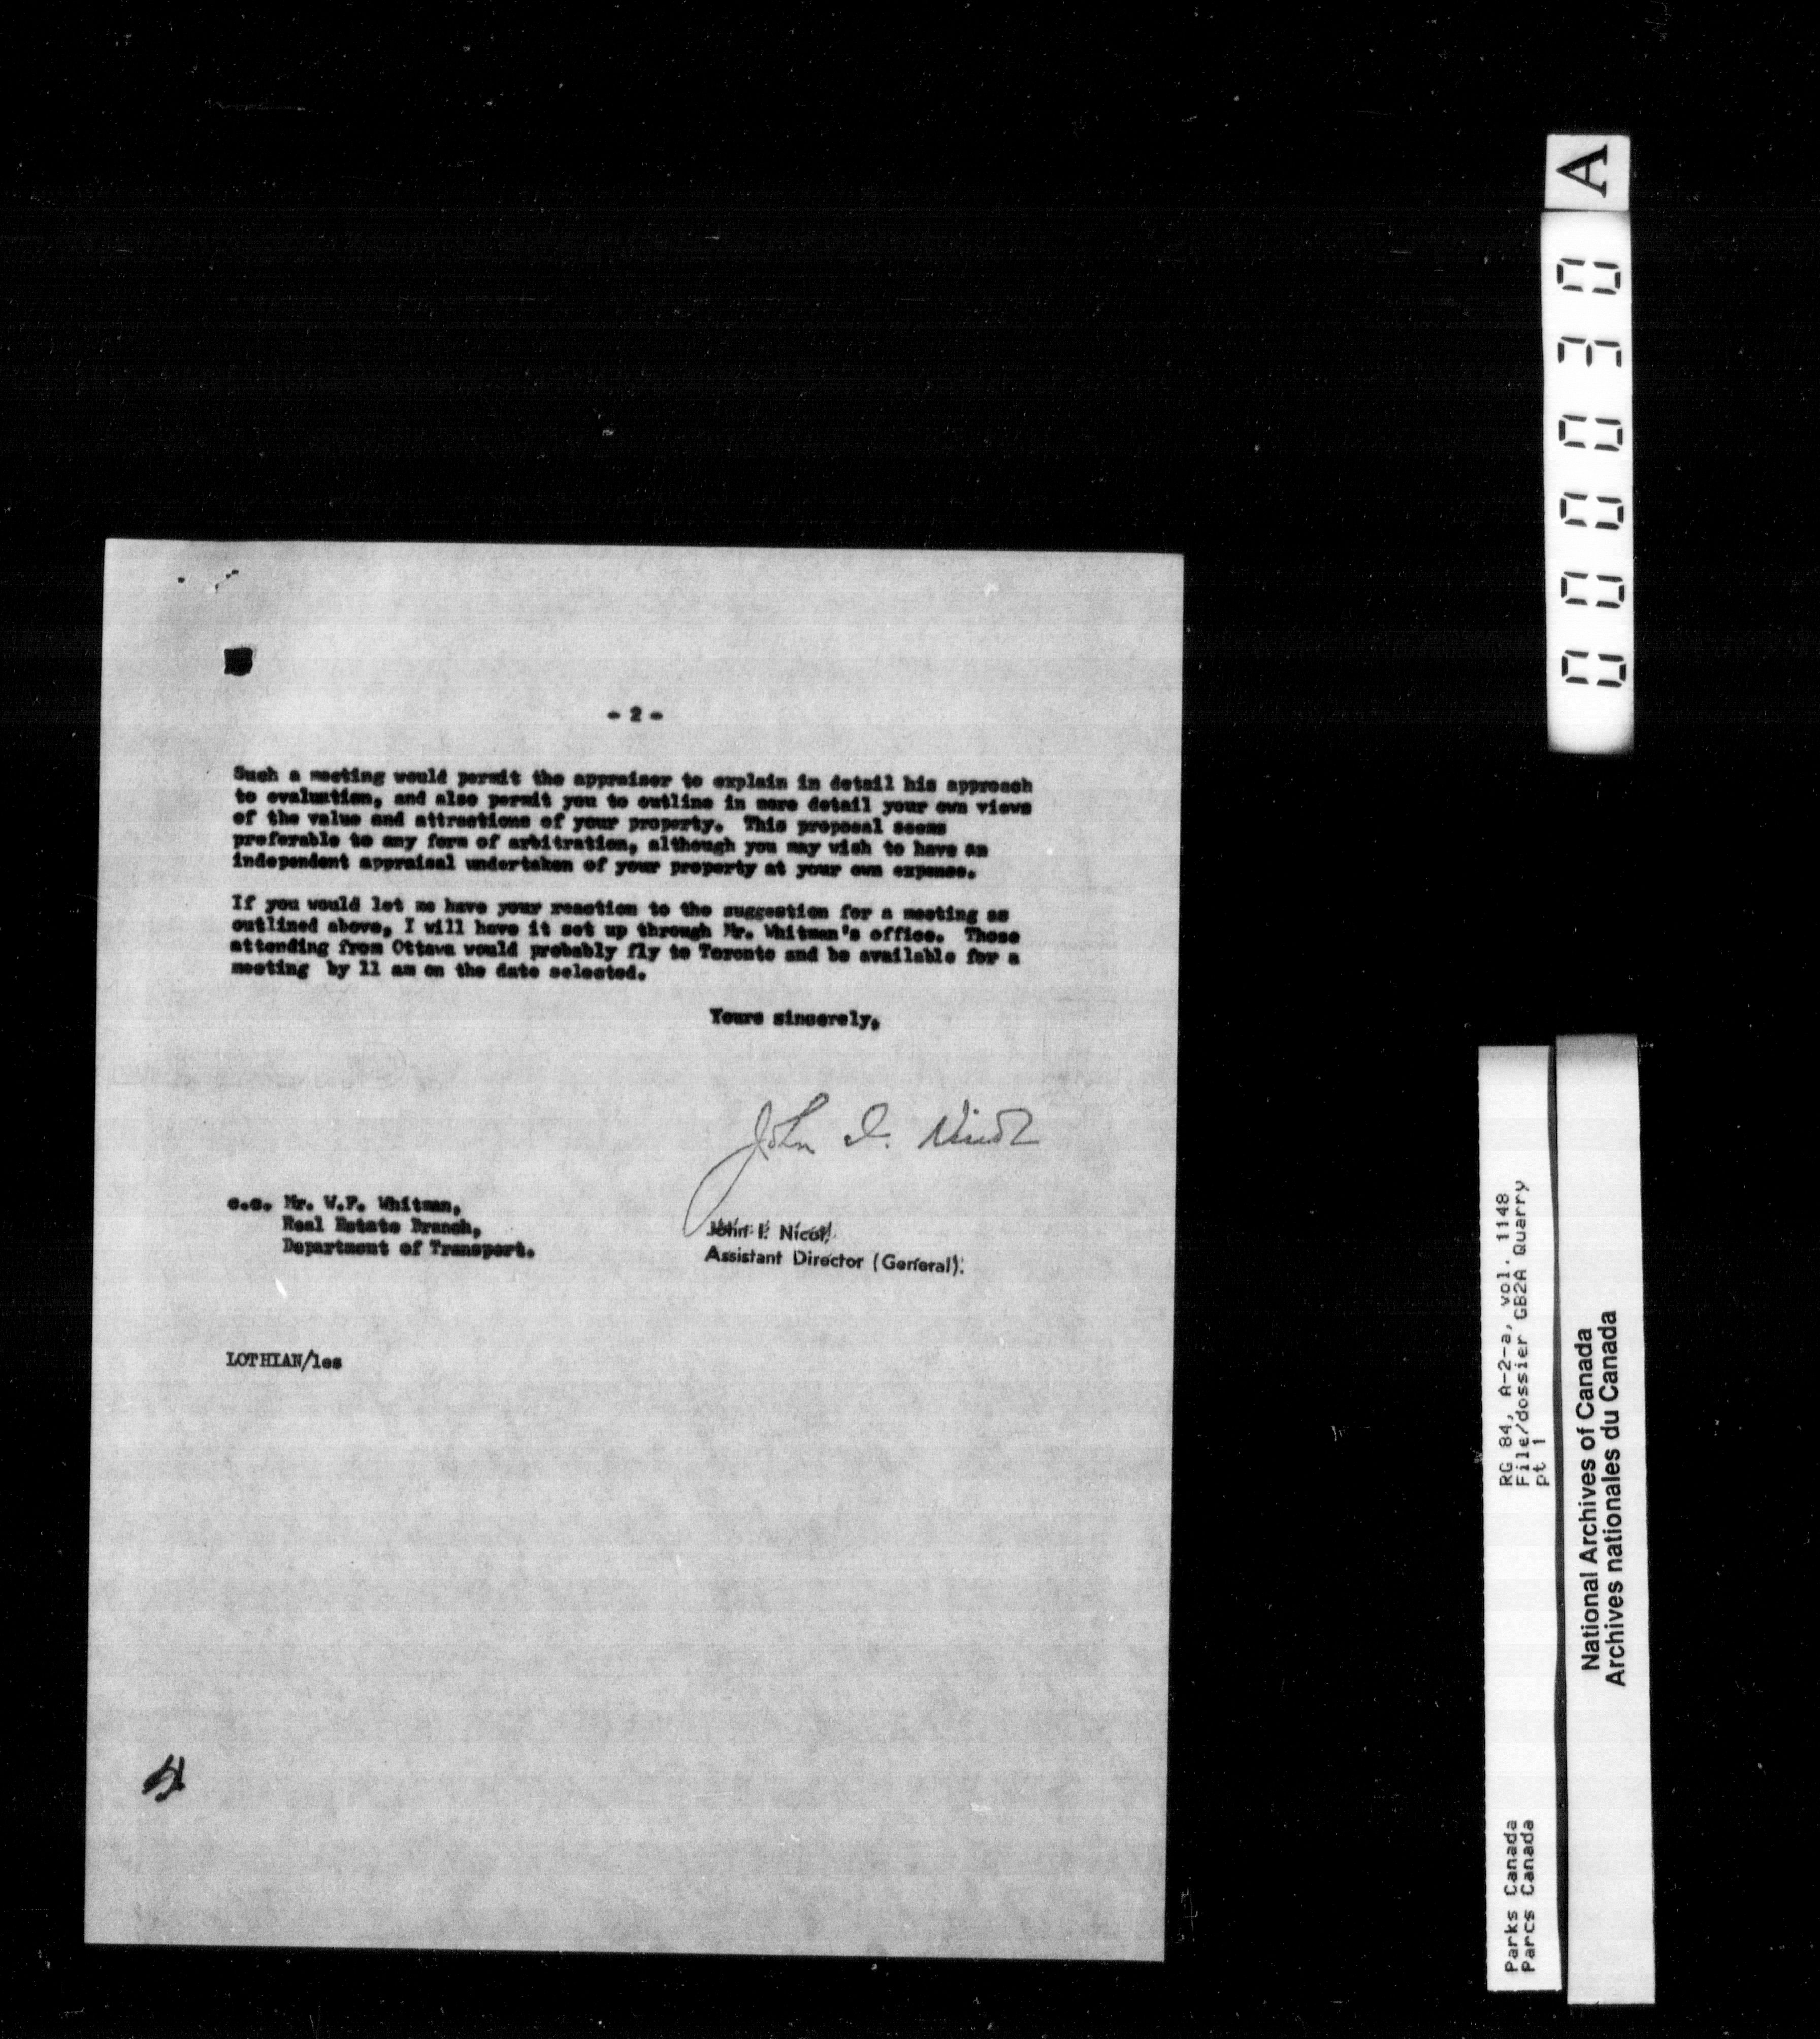 - 2 -
Such a meeting would permit the appraiser to explain in detail his approach
to evaluation, and also permit you to outline in more detail your own views
of the value and attractions of your property. This proposal seems
preferable to any form of arbitration, although you may wish to have an
independent appraisal undertaken of your property at your own expense.
If you would let me have your reaction to the suggestion for a meeting as
outlined above, I will have it set up through Mr. Whitman's office. Those
attending from Ottawa would probably fly to Toronto and be available for a
meeting by 11 am on the date selected.
Yours sincerely,
John I. Nicol
c.c. Mr. W.F. Whitman,
Real Estate Branch,
Department of Transport.
John I. Nicol,
Assistant Director (General).
LOTHIAN/les
A
000030
RG 84, A-2-a, vol. 1148
File/dossier GB2A Quarry
pt 1
Parks Canada
Parcs Canada
National Archives of Canada
Archives nationales du Canada